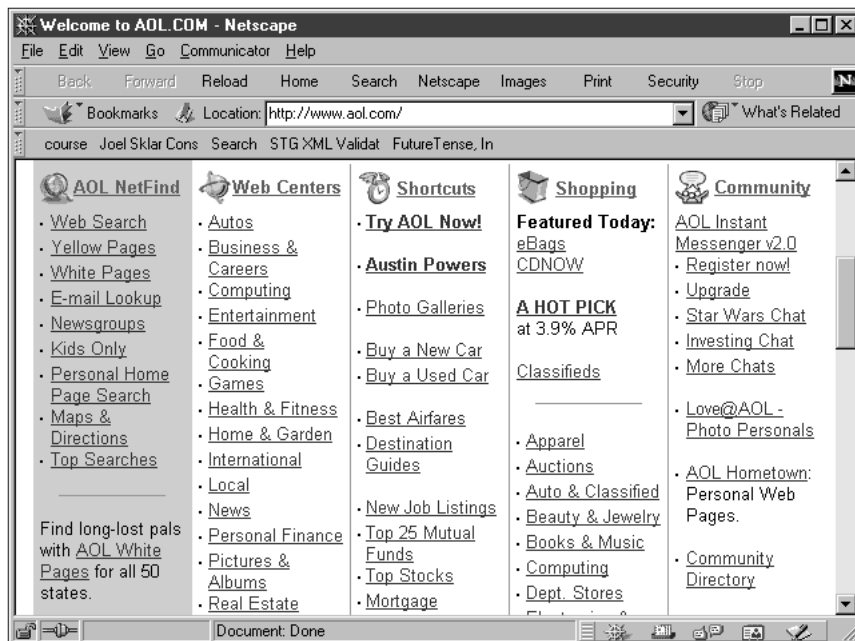 Welcome to AOL.COM - Netscape
File Edit View Go Communicator Help
Back Forward Reload Home Search Netscape Images Print Security Stop N
Bookmarks Location: http://www.aol.com/ What's Related
course Joel Sklar Cons Search STG XML Validat FutureTense, In
AOL NetFind
· Web Search
· Yellow Pages
· White Pages
· E-mail Lookup
· Newsgroups
· Kids Only
· Personal Home
Page Search
· Maps &
Directions
· Top Searches
Find long-lost pals
with AOL White
Pages for all 50
states.
Web Centers
· Autos
· Business &
Careers
· Computing
· Entertainment
· Food &
Cooking
· Games
· Health & Fitness
· Home & Garden
· International
· Local
· News
· Personal Finance
· Pictures &
Albums
· Real Estate
Shortcuts
· Try AOL Now!
· Austin Powers
· Photo Galleries
· Buy a New Car
· Buy a Used Car
· Best Airfares
· Destination
Guides
· New Job Listings
· Top 25 Mutual
Funds
· Top Stocks
· Mortgage
Shopping
Featured Today:
eBags
CDNOW
A HOT PICK
at 3.9% APR
Classifieds
· Apparel
· Auctions
· Auto & Classified
· Beauty & Jewelry
· Books & Music
· Computing
· Dept. Stores
Community
AOL Instant
Messenger v2.0
· Register now!
· Upgrade
· Star Wars Chat
· Investing Chat
· More Chats
· Love@AOL -
Photo Personals
· AOL Hometown:
Personal Web
Pages.
· Community
Directory
Document: Done